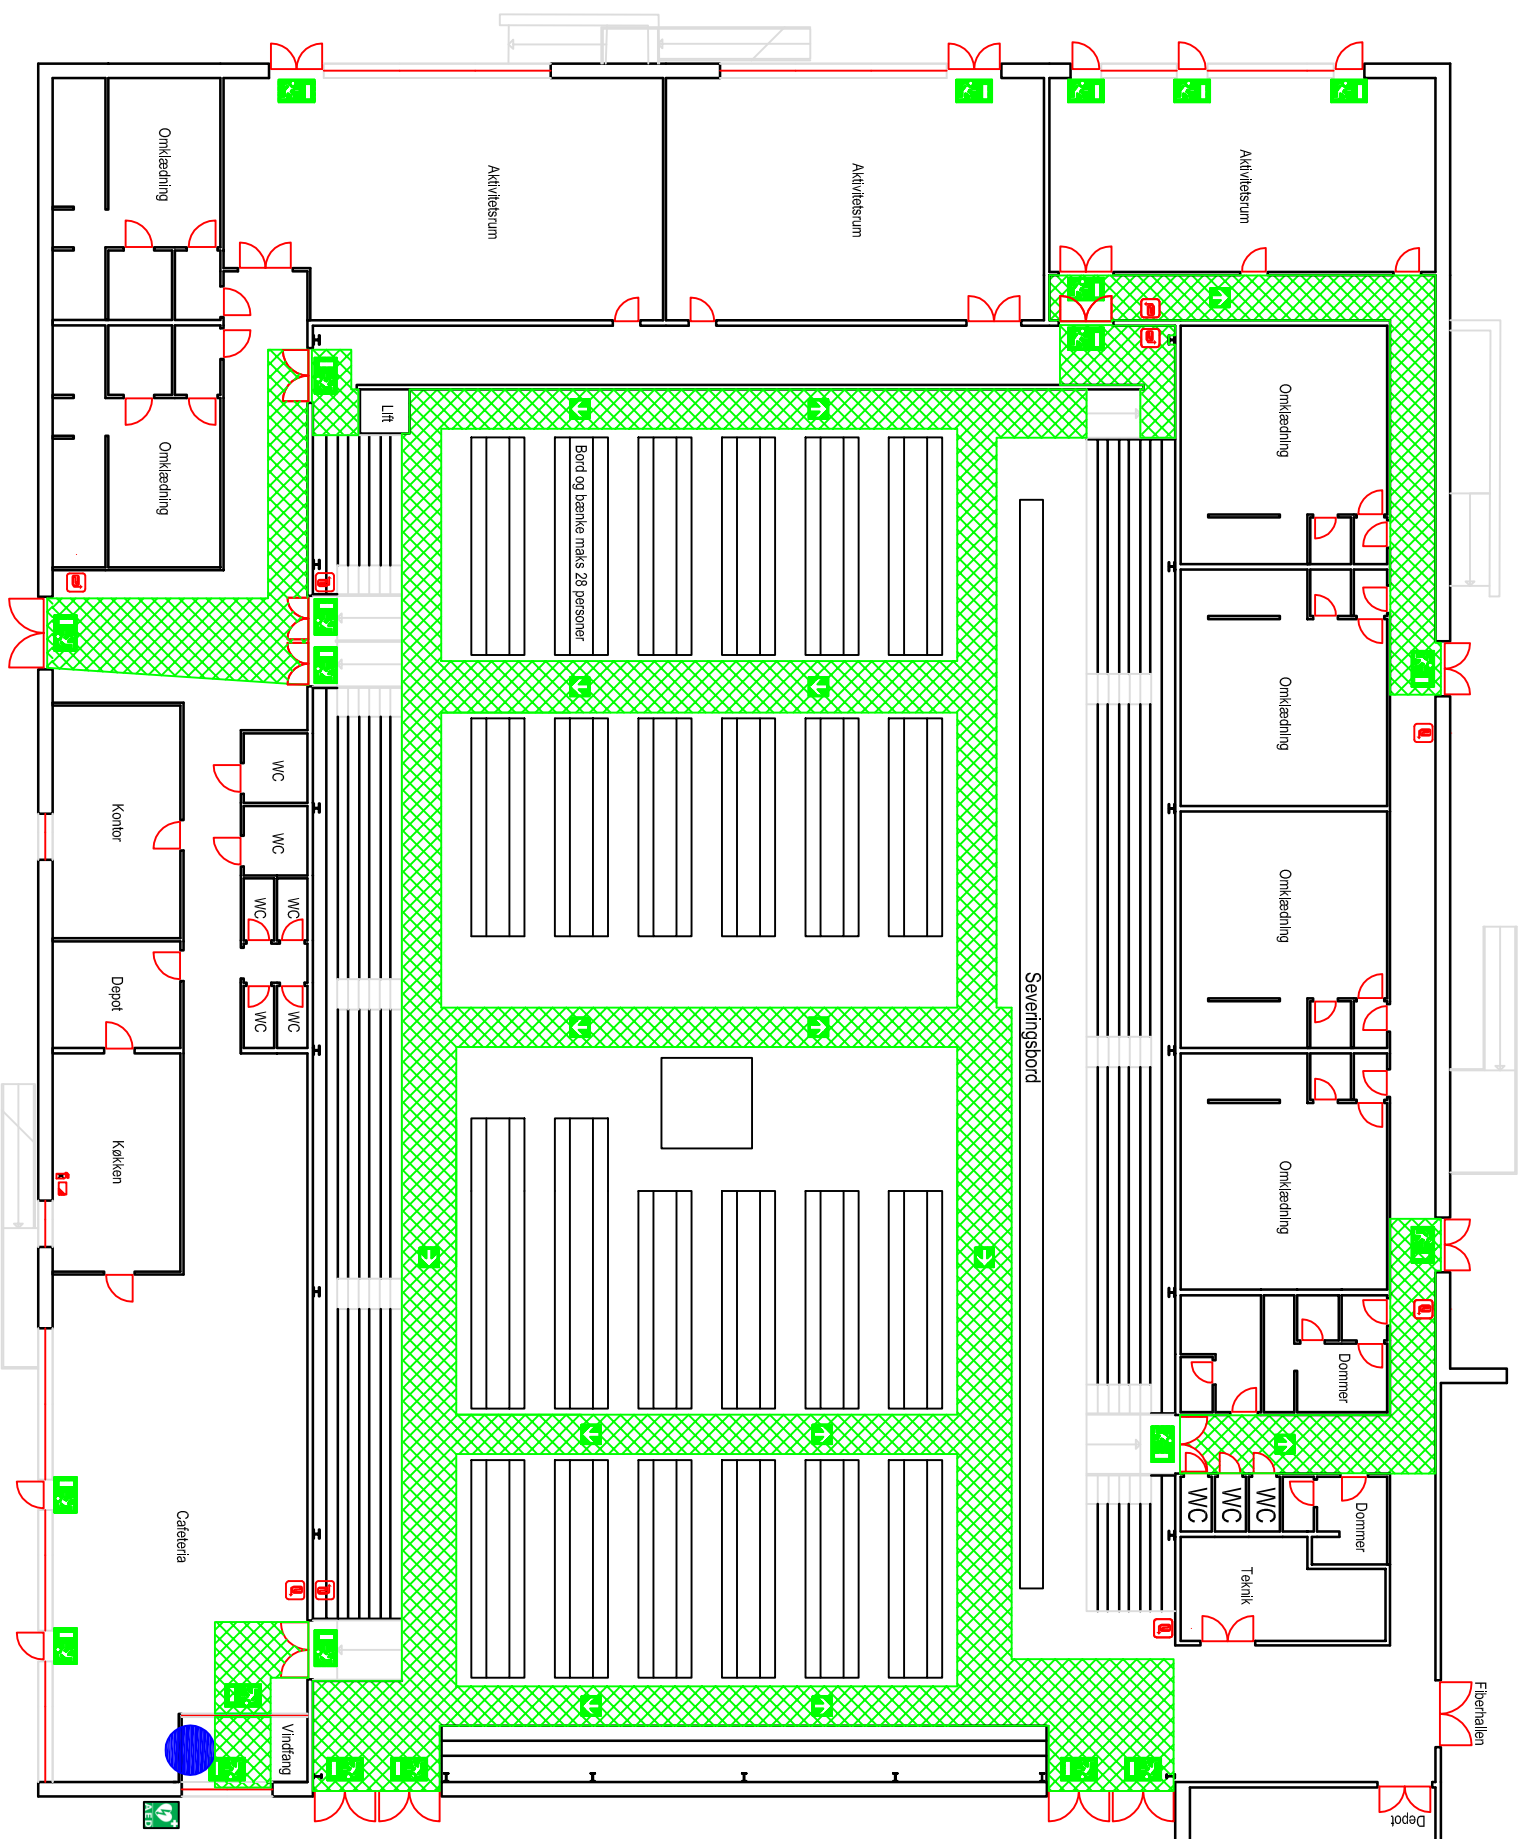 Omklædning
Aktivitetsrum
Aktivitetsrum
Aktivitetsrum
Omklædning
Lift
Bord og bænke maks 28 personer
Omklædning
Omklædning
WC
WC
Kontor
WC
WC
Omklædning
Depot
WC
WC
Severingsbord
Køkken
Omklædning
Dommer
Cafeteria
WC
WC
WC
Dommer
Teknik
Fiberhallen
Vindfang
AED
Depot